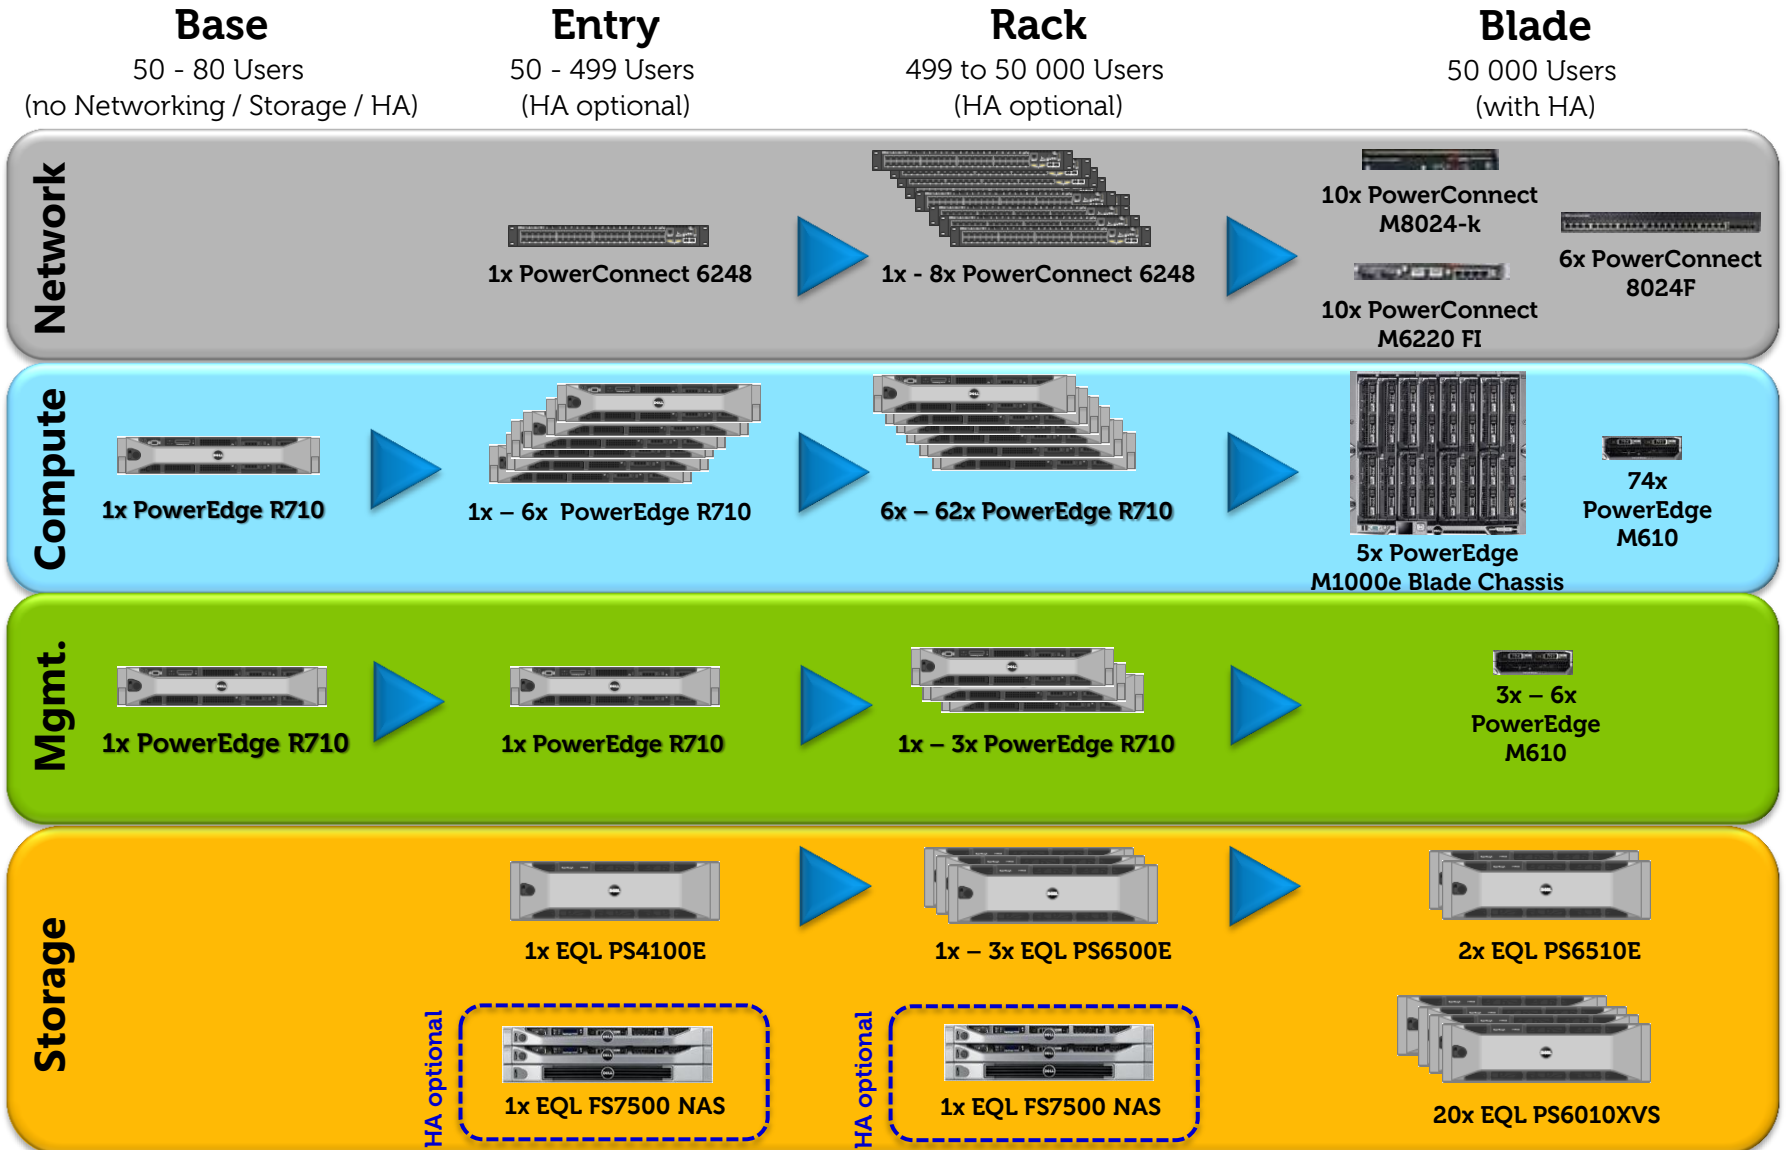 Base
50 - 80 Users
(no Networking / Storage / HA)
Entry
50 - 499 Users
(HA optional)
Rack
499 to 50 000 Users
(HA optional)
Blade
50 000 Users
(with HA)
Network
1x PowerConnect 6248
1x - 8x PowerConnect 6248
10x PowerConnect
M8024-k
10x PowerConnect
M6220 FI
6x PowerConnect
8024F
Compute
1x PowerEdge R710
1x – 6x PowerEdge R710
6x – 62x PowerEdge R710
5x PowerEdge
M1000e Blade Chassis
74x
PowerEdge
M610
Mgmt.
1x PowerEdge R710
1x PowerEdge R710
1x – 3x PowerEdge R710
3x – 6x
PowerEdge
M610
Storage
1x EQL PS4100E
1x – 3x EQL PS6500E
2x EQL PS6510E
HA optional
1x EQL FS7500 NAS
HA optional
1x EQL FS7500 NAS
20x EQL PS6010XVS